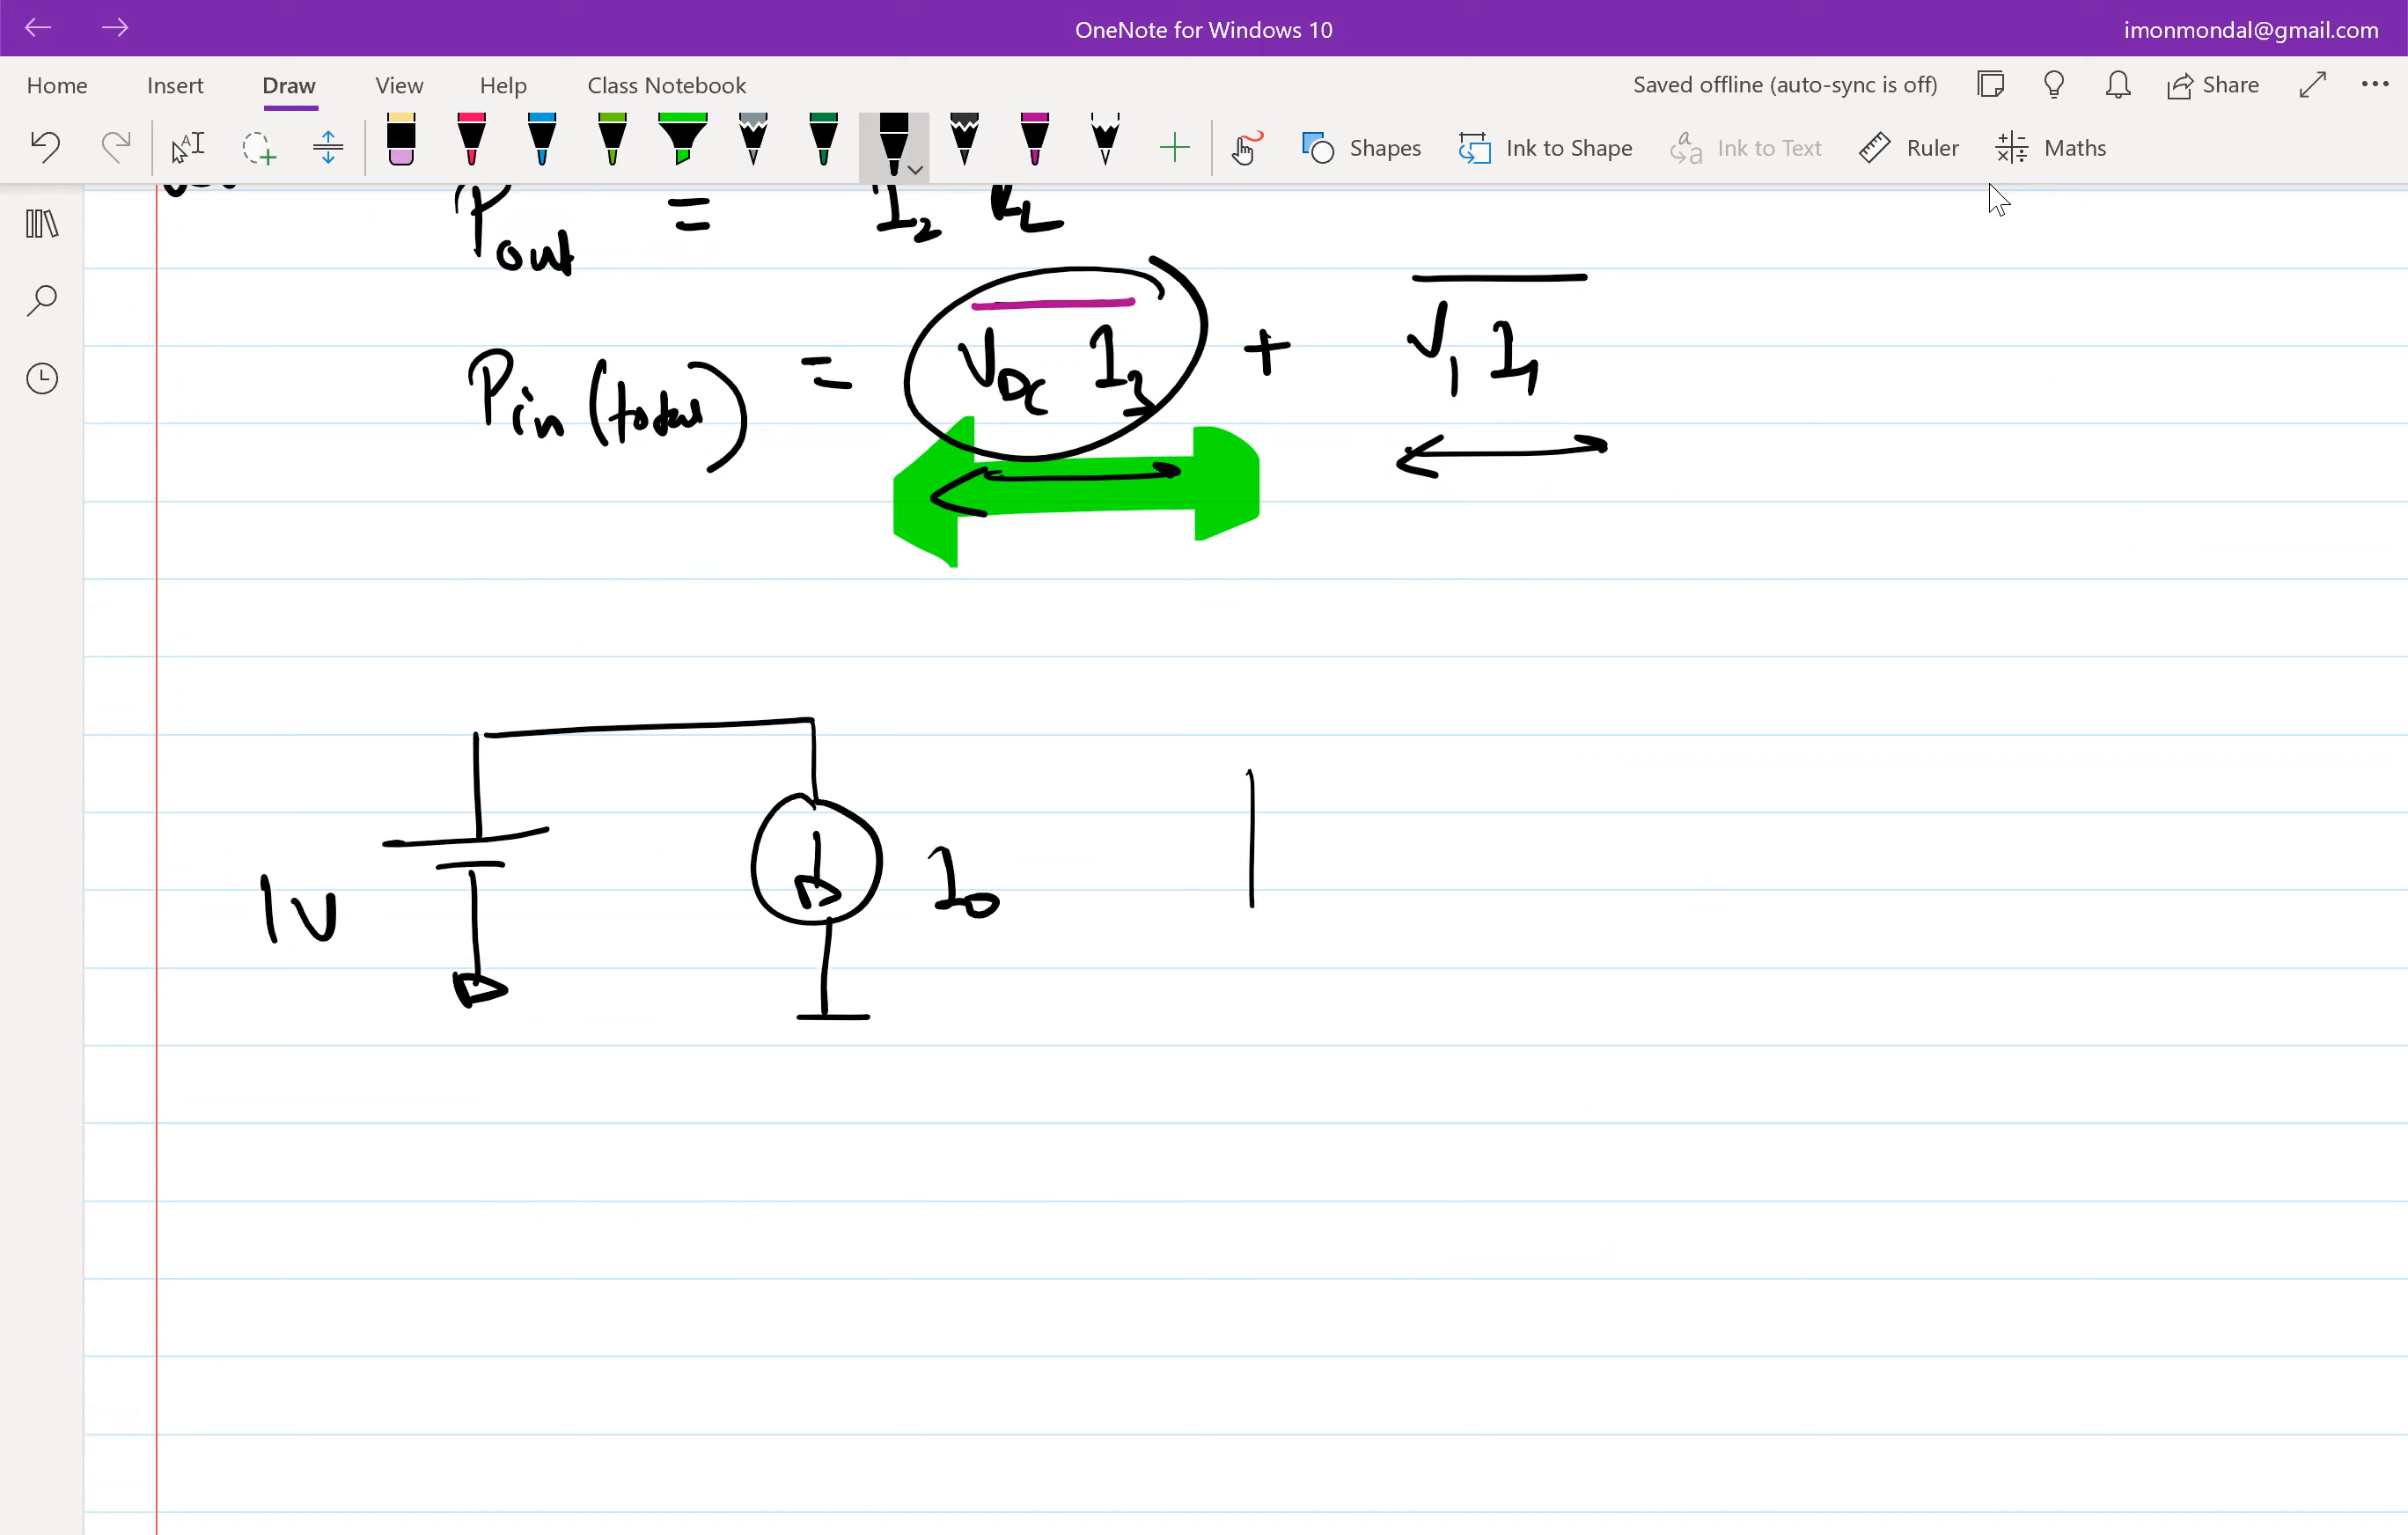 OneNote for Windows 10
imonmondal@gmail.com
Home Insert Draw View Help Class Notebook
Saved offline (auto-sync is off) Share
Shapes Ink to Shape Ink to Text Ruler Maths
Pout = I2 RL
Pin (total) = VDC I3 + V1 I1
1V
I0